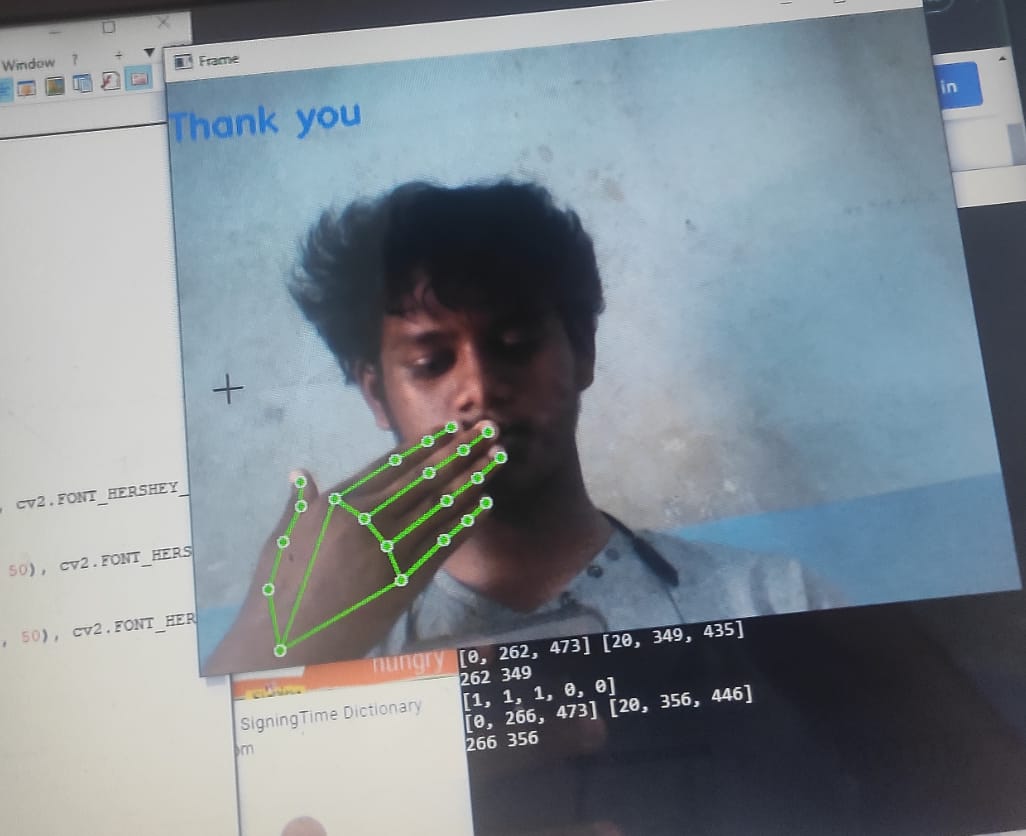 Window ?
Frame
in
Thank you
, cv2.FONT_HERSHEY_
50), cv2.FONT_HERS
, 50), cv2.FONT_HER
hungry
SigningTime Dictionary
om
[0, 262, 473] [20, 349, 435]
262 349
[1, 1, 1, 0, 0]
[0, 266, 473] [20, 356, 446]
266 356